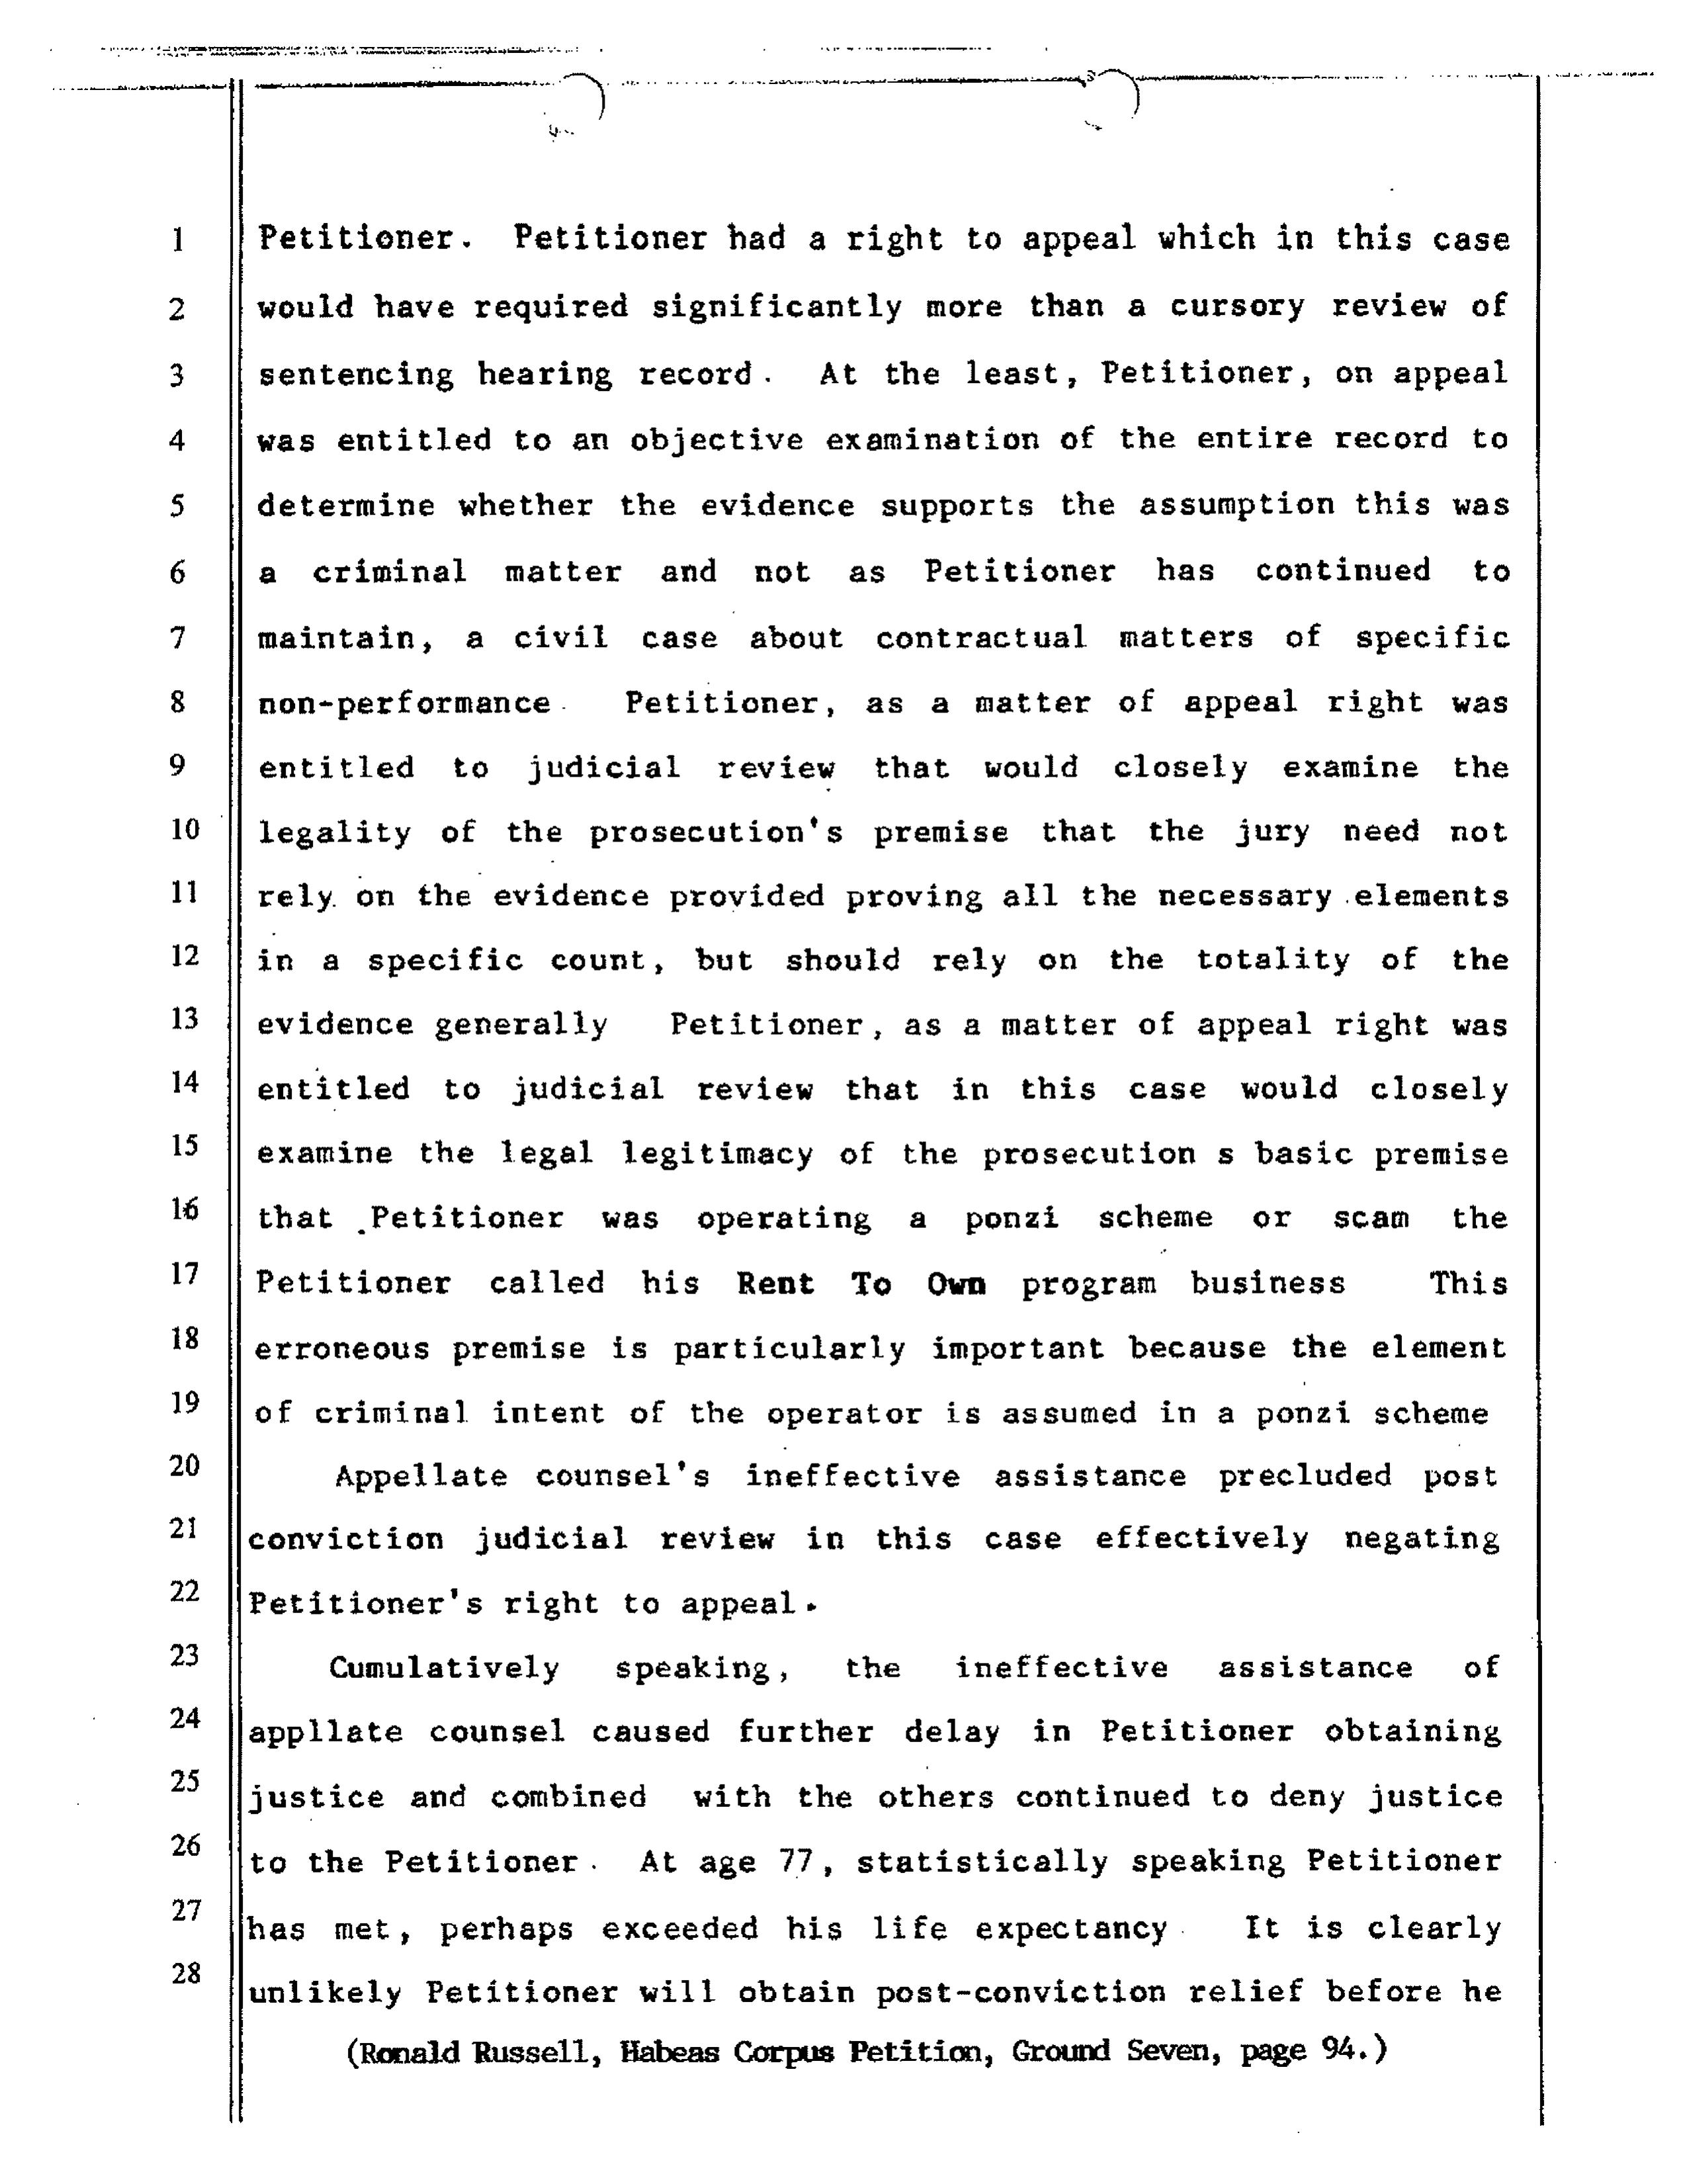 1 Petitioner. Petitioner had a right to appeal which in this case
2 would have required significantly more than a cursory review of
3 sentencing hearing record. At the least, Petitioner, on appeal
4 was entitled to an objective examination of the entire record to
5 determine whether the evidence supports the assumption this was
6 a criminal matter and not as Petitioner has continued to
7 maintain, a civil case about contractual matters of specific
8 non-performance. Petitioner, as a matter of appeal right was
9 entitled to judicial review that would closely examine the
10 legality of the prosecution's premise that the jury need not
11 rely on the evidence provided proving all the necessary elements
12 in a specific count, but should rely on the totality of the
13 evidence generally Petitioner, as a matter of appeal right was
14 entitled to judicial review that in this case would closely
15 examine the legal legitimacy of the prosecution s basic premise
16 that Petitioner was operating a ponzi scheme or scam the
17 Petitioner called his Rent To Own program business This
18 erroneous premise is particularly important because the element
19 of criminal intent of the operator is assumed in a ponzi scheme
20 Appellate counsel's ineffective assistance precluded post
21 conviction judicial review in this case effectively negating
22 Petitioner's right to appeal.
23 Cumulatively speaking, the ineffective assistance of
24 appllate counsel caused further delay in Petitioner obtaining
25 justice and combined with the others continued to deny justice
26 to the Petitioner. At age 77, statistically speaking Petitioner
27 has met, perhaps exceeded his life expectancy. It is clearly
28 unlikely Petitioner will obtain post-conviction relief before he
(Ronald Russell, Habeas Corpus Petition, Ground Seven, page 94.)